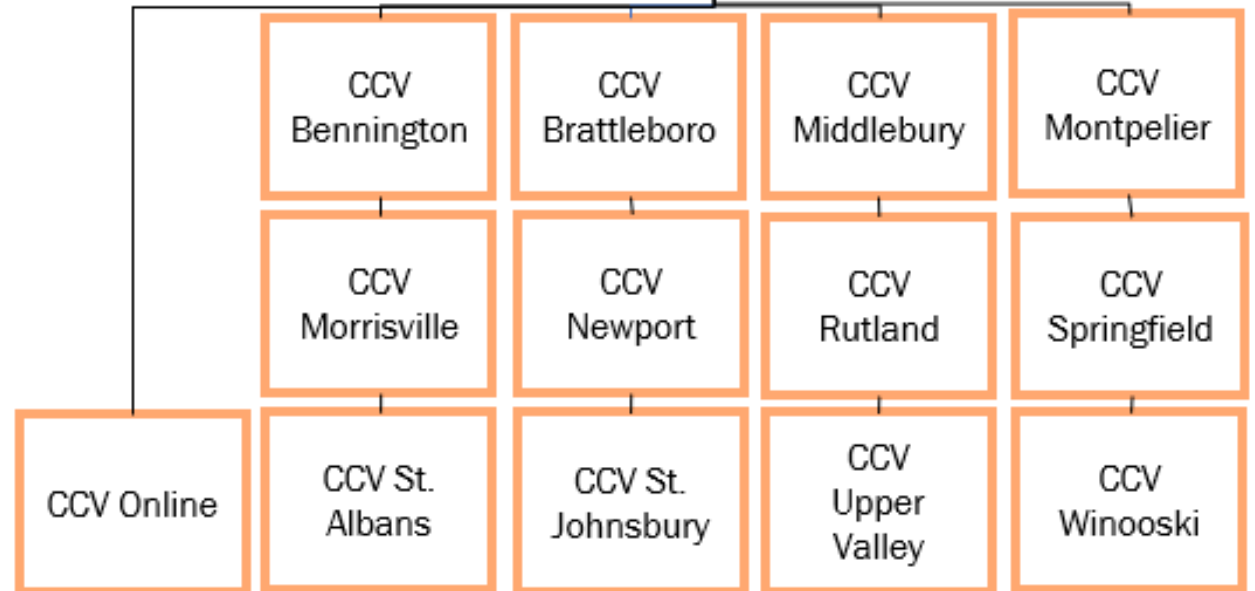 CCV
Bennington
CCV
Brattleboro
CCV
Middlebury
CCV
Montpelier
CCV
Morrisville
CCV
Newport
CCV
Rutland
CCV
Springfield
CCV Online
CCV St.
Albans
CCV St.
Johnsbury
CCV
Upper
Valley
CCV
Winooski